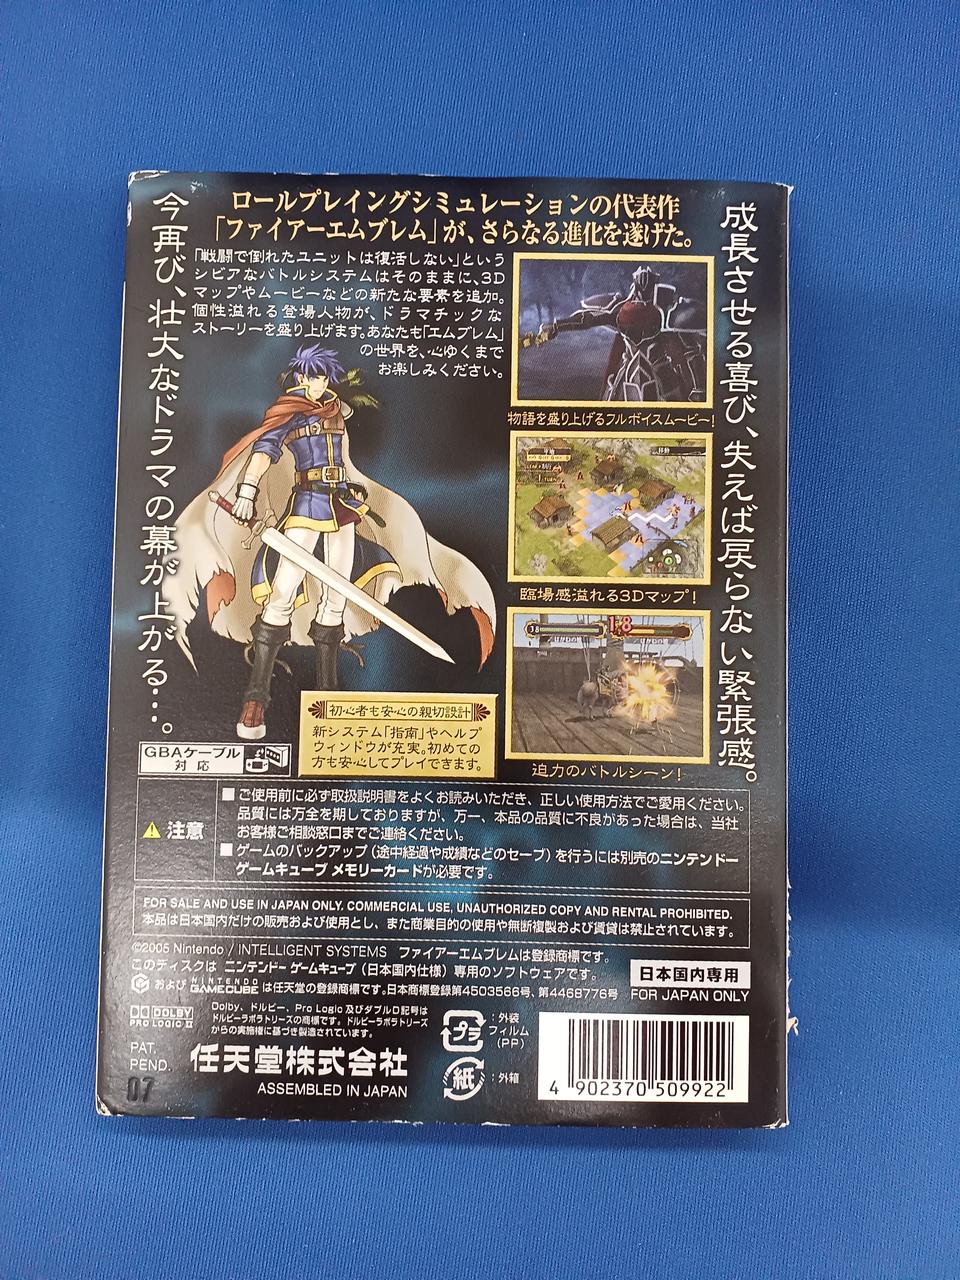 成長させる喜び、失えば戻らない緊張感。
今再び、壮大なドラマの幕が上がる…。
ロールプレイングシミュレーションの代表作
「ファイアーエムブレム」が、さらなる進化を遂げた。
「戦闘で倒れたユニットは復活しない」という
シビアなバトルシステムはそのままに、3D
マップやムービーなどの新たな要素を追加。
個性溢れる登場人物が、ドラマチックな
ストーリーを盛り上げます。あなたも「エムブレム」
の世界を、心ゆくまで
お楽しみください。
物語を盛り上げるフルボイスムービー!
臨場感溢れる3Dマップ!
18
迫力のバトルシーン!
初心者も安心の親切設計
新システム「指南」やヘルプ
ウィンドウが充実。初めての
方も安心してプレイできます。
GBAケーブル
対応
注意
■ご使用前に必ず取扱説明書をよくお読みいただき、正しい使用方法でご愛用ください。
品質には万全を期しておりますが、万一、本品の品質に不良があった場合は、当社
お客様ご相談窓口までご連絡ください。
■ゲームのバックアップ(途中経過や成績などのセーブ)を行うには別売のニンテンドー
ゲームキューブ メモリーカードが必要です。
FOR SALE AND USE IN JAPAN ONLY. COMMERCIAL USE, UNAUTHORIZED COPY AND RENTAL PROHIBITED.
本品は日本国内だけの販売および使用とし、また商業目的の使用や無断複製および賃貸は禁止されています。
©2005 Nintendo / INTELLIGENT SYSTEMS ファイアーエムブレムは登録商標です。
このディスクは ニンテンドー ゲームキューブ (日本国内仕様) 専用のソフトウェアです。
および NINTENDO GAMECUBE は任天堂の登録商標です。日本商標登録第4503566号、第4468776号
日本国内専用
FOR JAPAN ONLY
DOLBY
PRO LOGIC II
Dolby、ドルビー、Pro Logic 及びダブルD記号は
ドルビーラボラトリーズの商標です。ドルビーラボラトリーズ
からの実施権に基づき製造されています。
プラ
:外装
フィルム
(PP)
紙
:外箱
PAT.
PEND.
07
任天堂株式会社
ASSEMBLED IN JAPAN
4 902370 509922